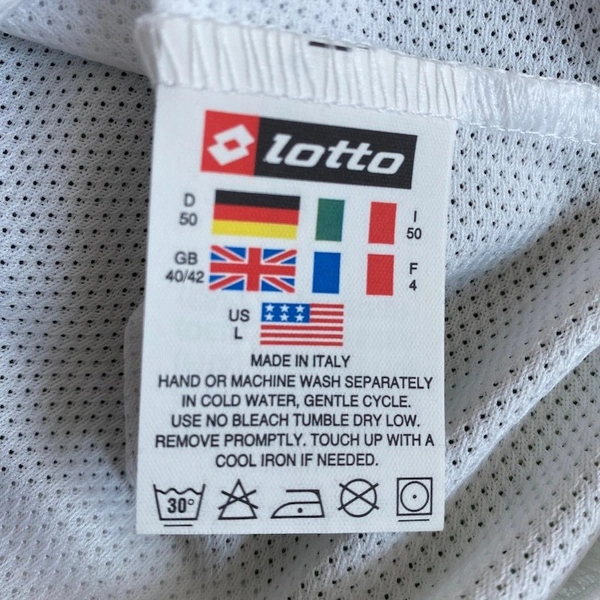 lotto
D
50
I
50
GB
40/42
F
4
US
L
MADE IN ITALY
HAND OR MACHINE WASH SEPARATELY
IN COLD WATER, GENTLE CYCLE.
USE NO BLEACH TUMBLE DRY LOW.
REMOVE PROMPTLY. TOUCH UP WITH A
COOL IRON IF NEEDED.
30°